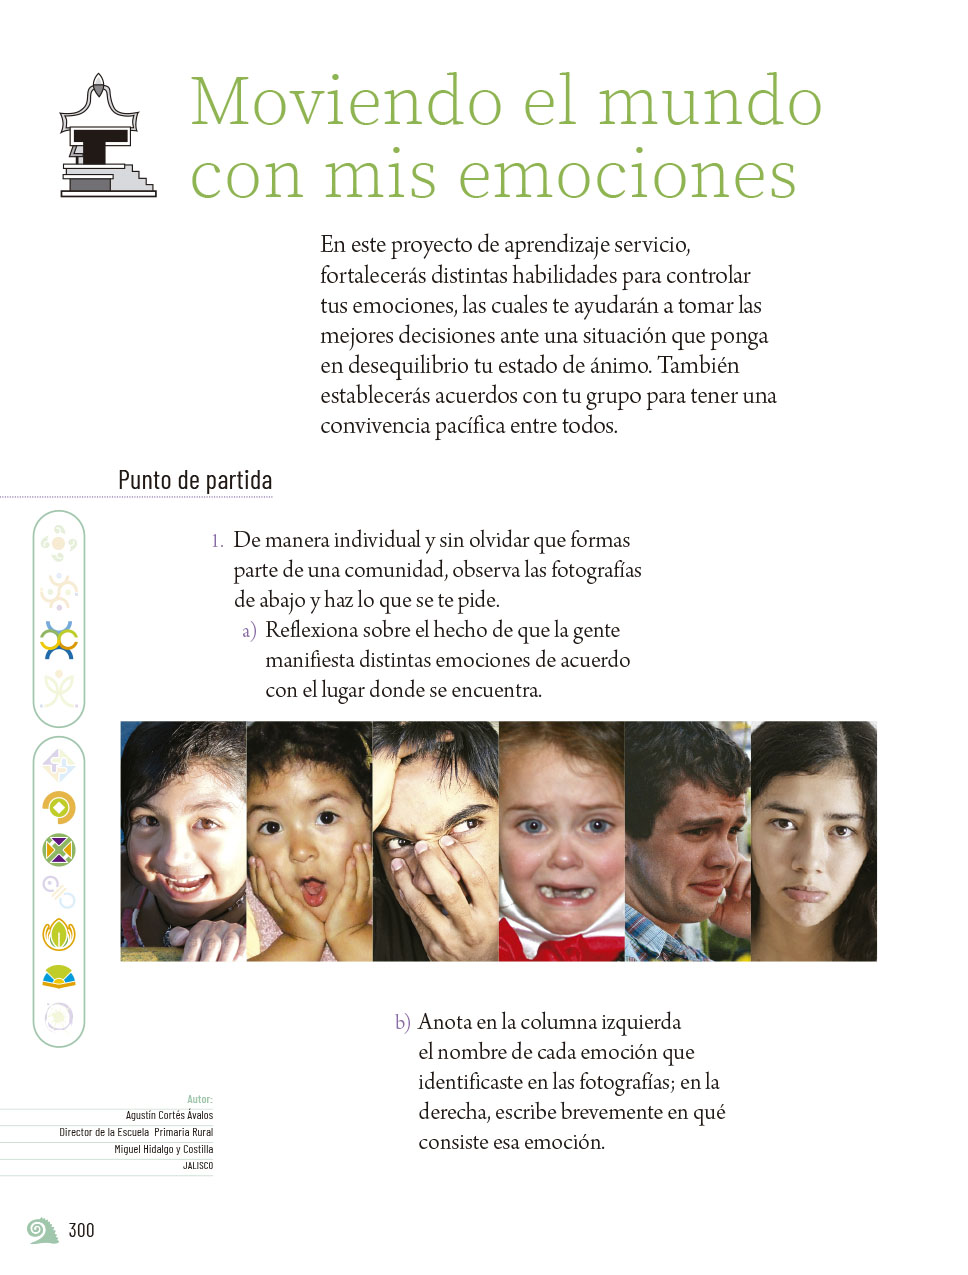 Moviendo el mundo
con mis emociones
En este proyecto de aprendizaje servicio,
fortalecerás distintas habilidades para controlar
tus emociones, las cuales te ayudarán a tomar las
mejores decisiones ante una situación que ponga
en desequilibrio tu estado de ánimo. También
establecerás acuerdos con tu grupo para tener una
convivencia pacífica entre todos.
Punto de partida
1. De manera individual y sin olvidar que formas
parte de una comunidad, observa las fotografías
de abajo y haz lo que se te pide.
a) Reflexiona sobre el hecho de que la gente
manifiesta distintas emociones de acuerdo
con el lugar donde se encuentra.
b) Anota en la columna izquierda
el nombre de cada emoción que
identificaste en las fotografías; en la
derecha, escribe brevemente en qué
consiste esa emoción.
Autor:
Agustín Cortés Ávalos
Director de la Escuela Primaria Rural
Miguel Hidalgo y Costilla
JALISCO
300